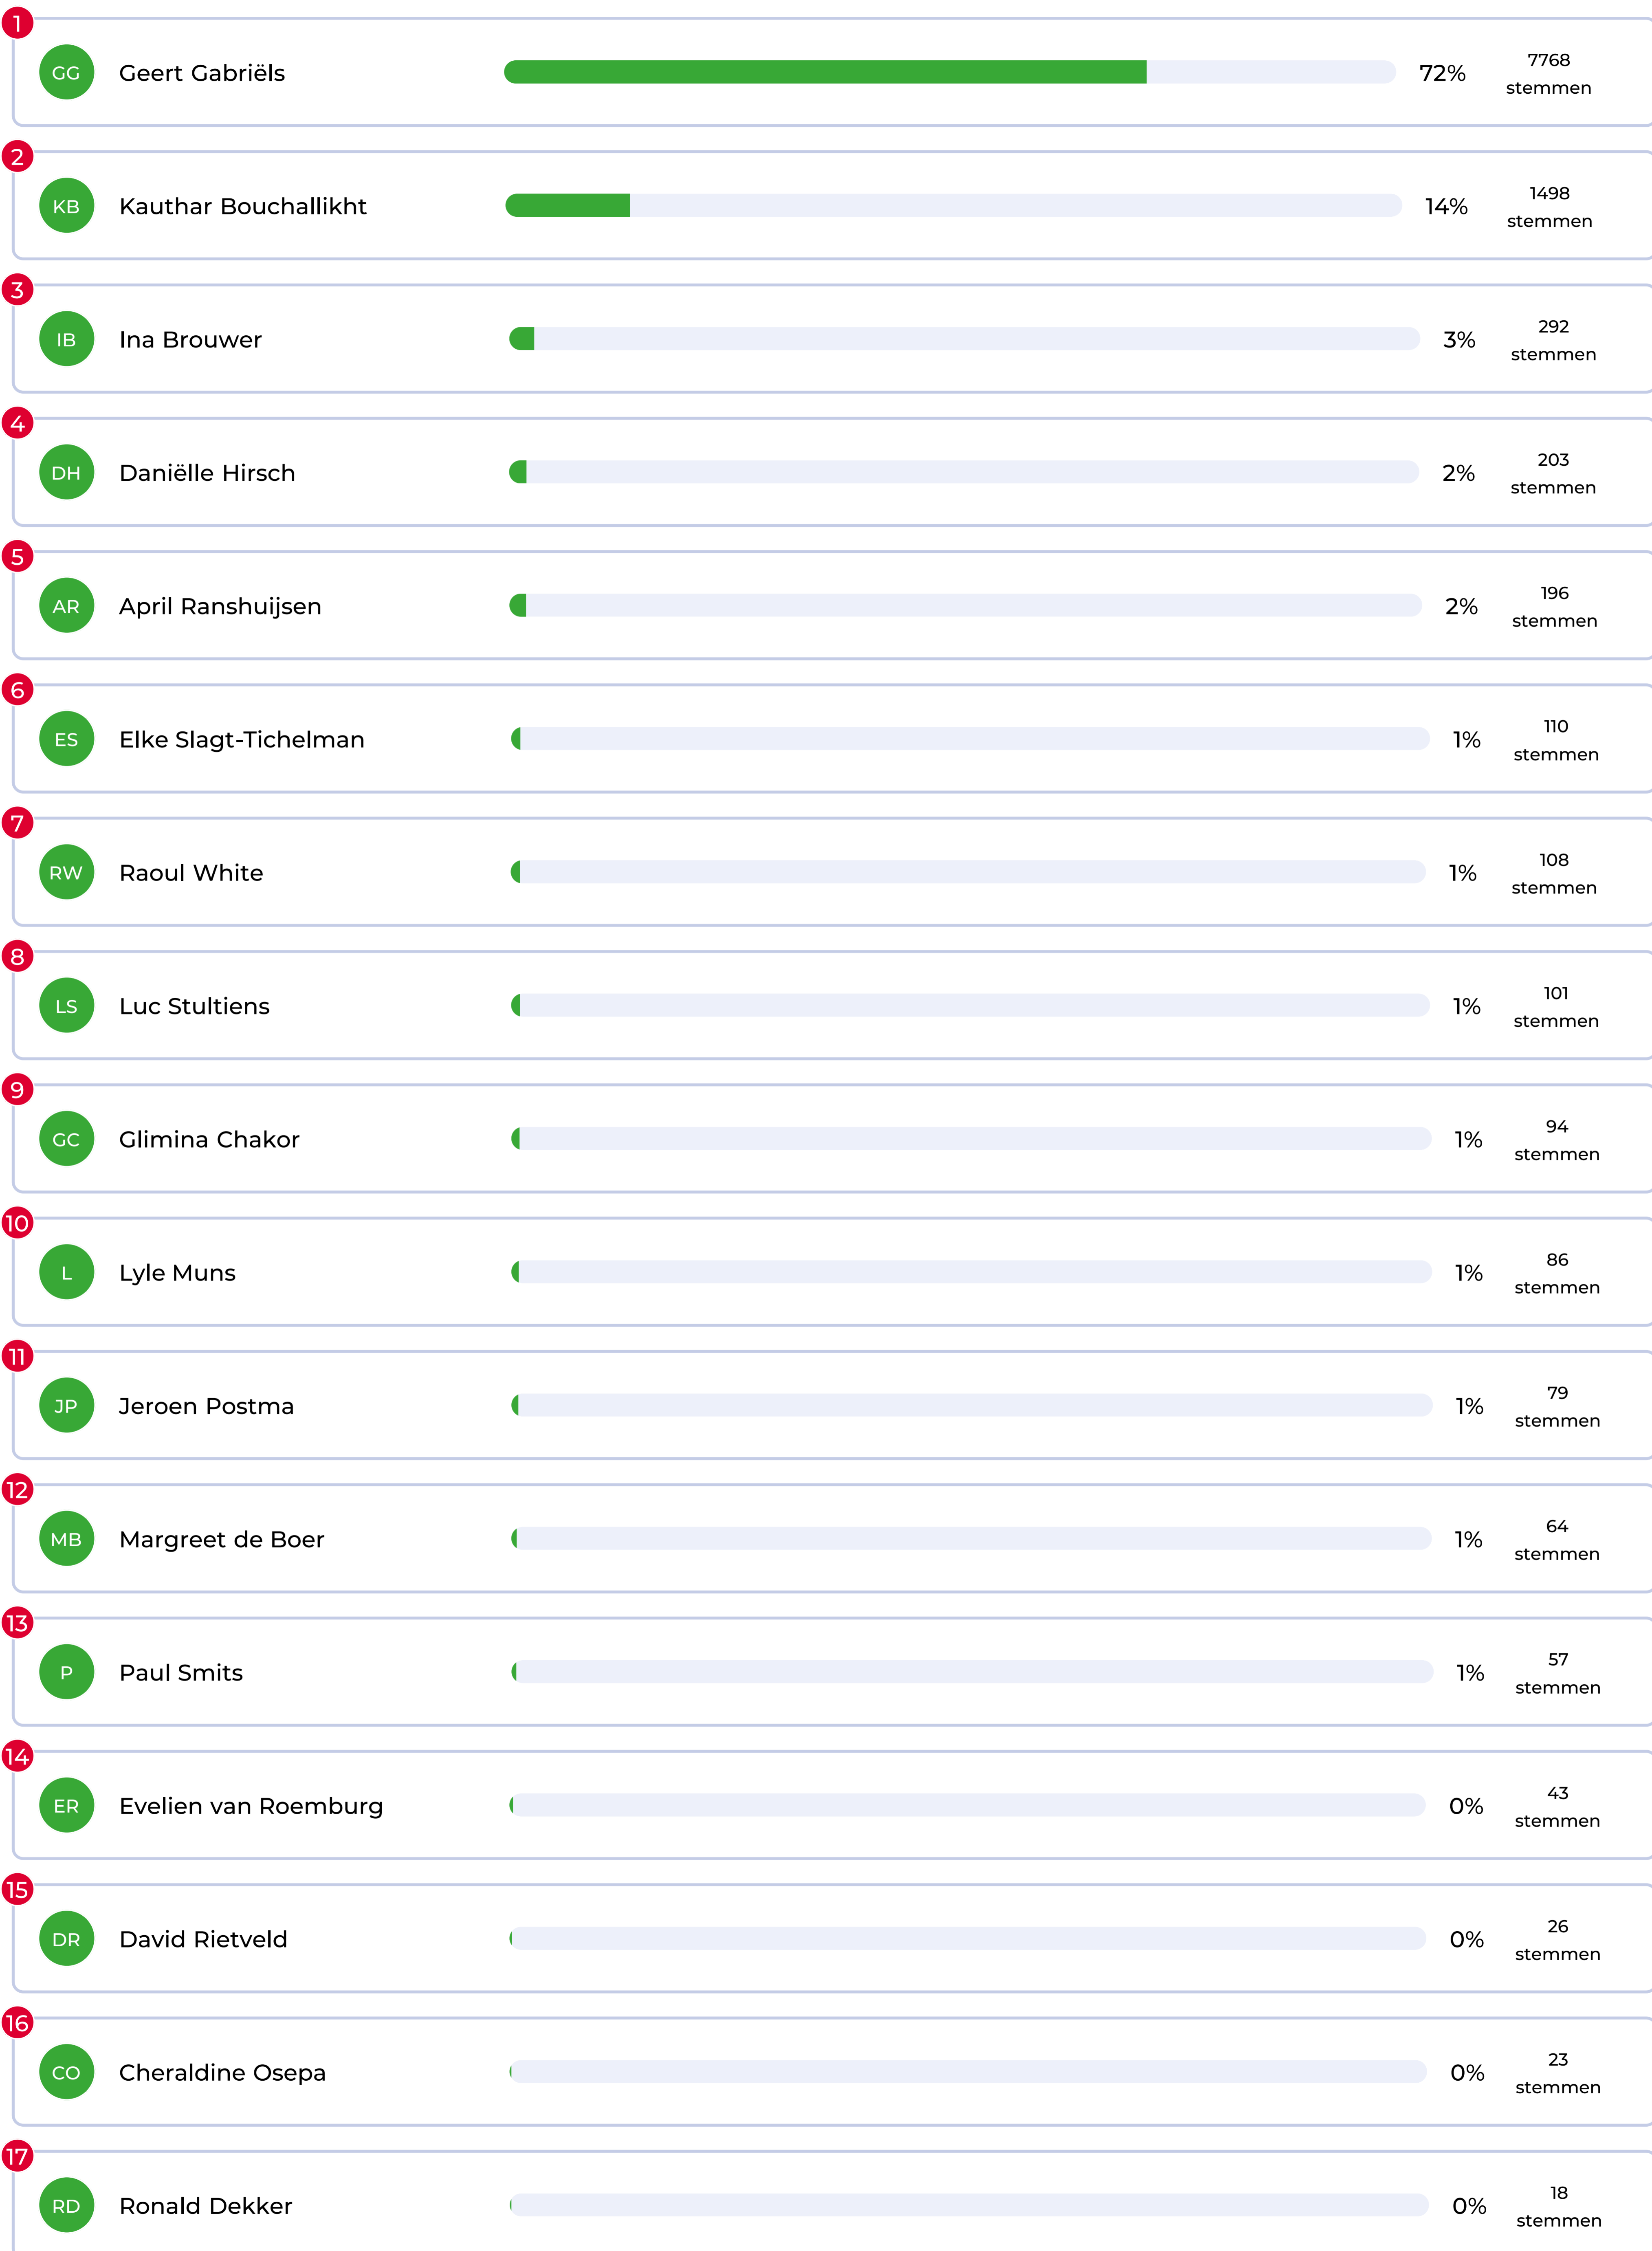 1
GG Geert Gabriëls 72% 7768 stemmen
2
KB Kauthar Bouchallikht 14% 1498 stemmen
3
IB Ina Brouwer 3% 292 stemmen
4
DH Daniëlle Hirsch 2% 203 stemmen
5
AR April Ranshuijsen 2% 196 stemmen
6
ES Elke Slagt-Tichelman 1% 110 stemmen
7
RW Raoul White 1% 108 stemmen
8
LS Luc Stultiens 1% 101 stemmen
9
GC Glimina Chakor 1% 94 stemmen
10
L Lyle Muns 1% 86 stemmen
11
JP Jeroen Postma 1% 79 stemmen
12
MB Margreet de Boer 1% 64 stemmen
13
P Paul Smits 1% 57 stemmen
14
ER Evelien van Roemburg 0% 43 stemmen
15
DR David Rietveld 0% 26 stemmen
16
CO Cheraldine Osepa 0% 23 stemmen
17
RD Ronald Dekker 0% 18 stemmen